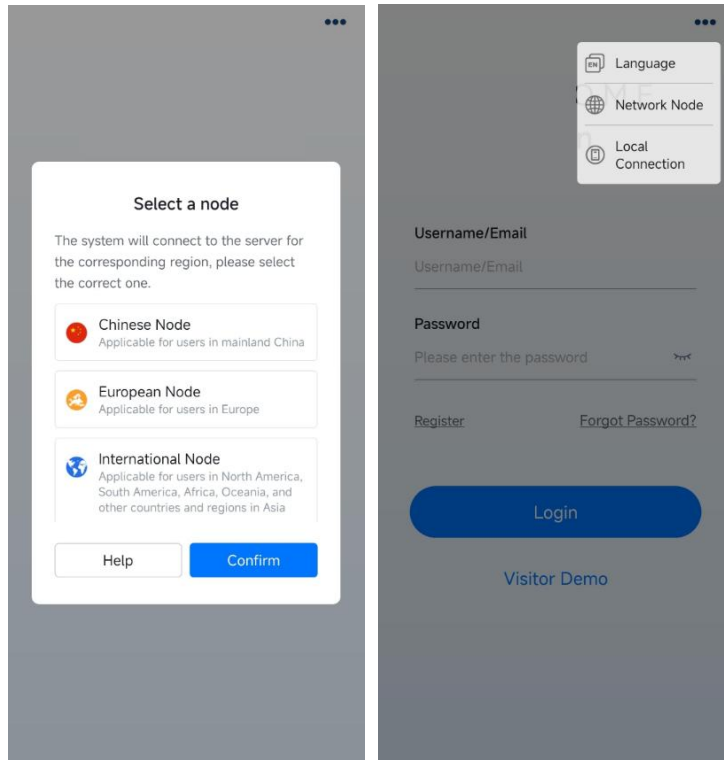 Select a node
The system will connect to the server for
the corresponding region, please select
the correct one.
Chinese Node
Applicable for users in mainland China
European Node
Applicable for users in Europe
International Node
Applicable for users in North America,
South America, Africa, Oceania, and
other countries and regions in Asia
Help
Confirm
EN
Language
Network Node
Local
Connection
Username/Email
Username/Email
Password
Please enter the password
Register
Forgot Password?
Login
Visitor Demo